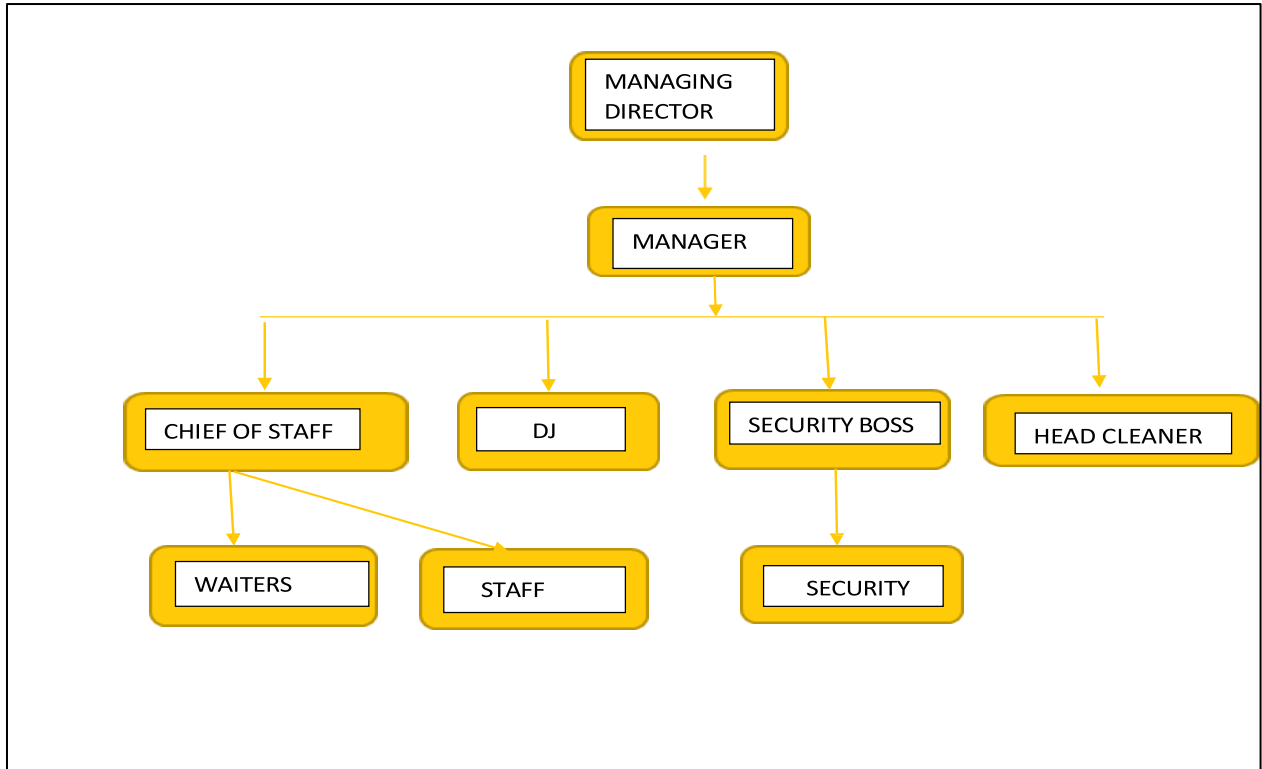 MANAGING
DIRECTOR
MANAGER
CHIEF OF STAFF
DJ
SECURITY BOSS
HEAD CLEANER
WAITERS
STAFF
SECURITY